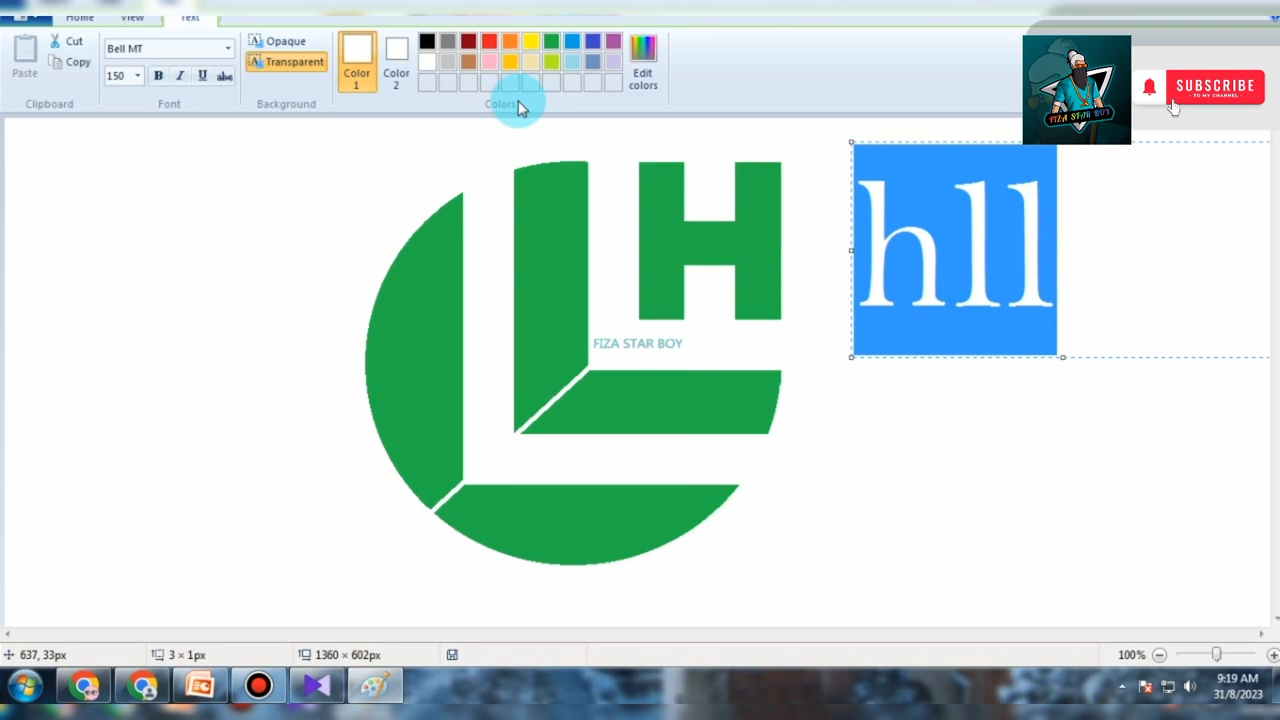 Home View Text
Cut
Copy
Paste
Clipboard
Bell MT
150 B I U abc
Font
Opaque
Transparent
Background
Color 1
Color 2
Edit colors
Colors
FIZA STAR BOY
SUBSCRIBE
TO MY CHANNEL
LH
FIZA STAR BOY
hll
637, 33px
3 × 1px
1360 × 602px
100%
9:19 AM
31/8/2023